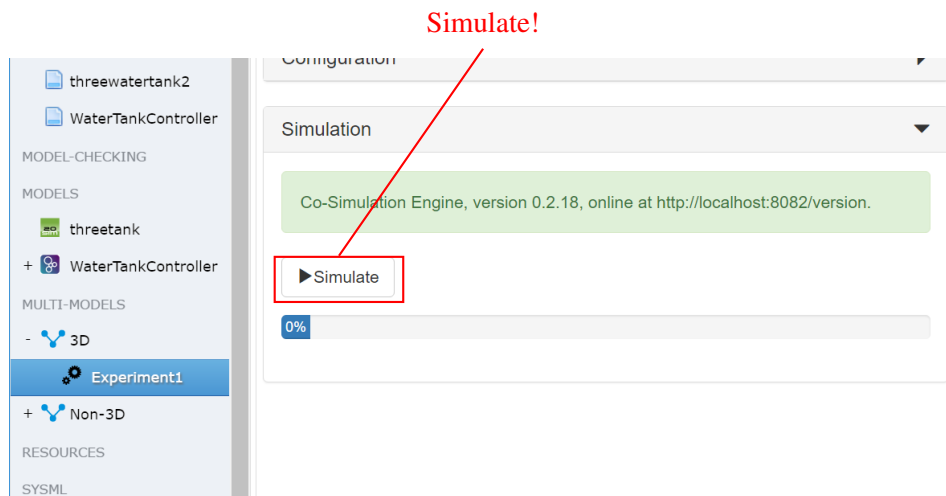 Simulate!
threewatertank2
WaterTankController
MODEL-CHECKING
MODELS
threetank
+ WaterTankController
MULTI-MODELS
- 3D
Experiment1
+ Non-3D
RESOURCES
SYSML
Configuration
Simulation
Co-Simulation Engine, version 0.2.18, online at http://localhost:8082/version.
Simulate
0%